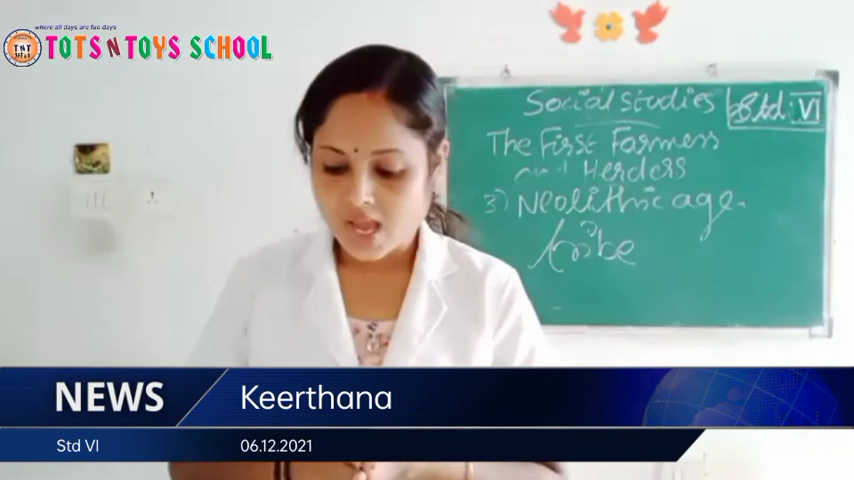 where all days are fun days
TNT
TOTS N TOYS SCHOOL
Social studies
Std: VI
The First Farmers
and Herders
3) Neolithic age.
tribe
NEWS
Keerthana
Std VI
06.12.2021